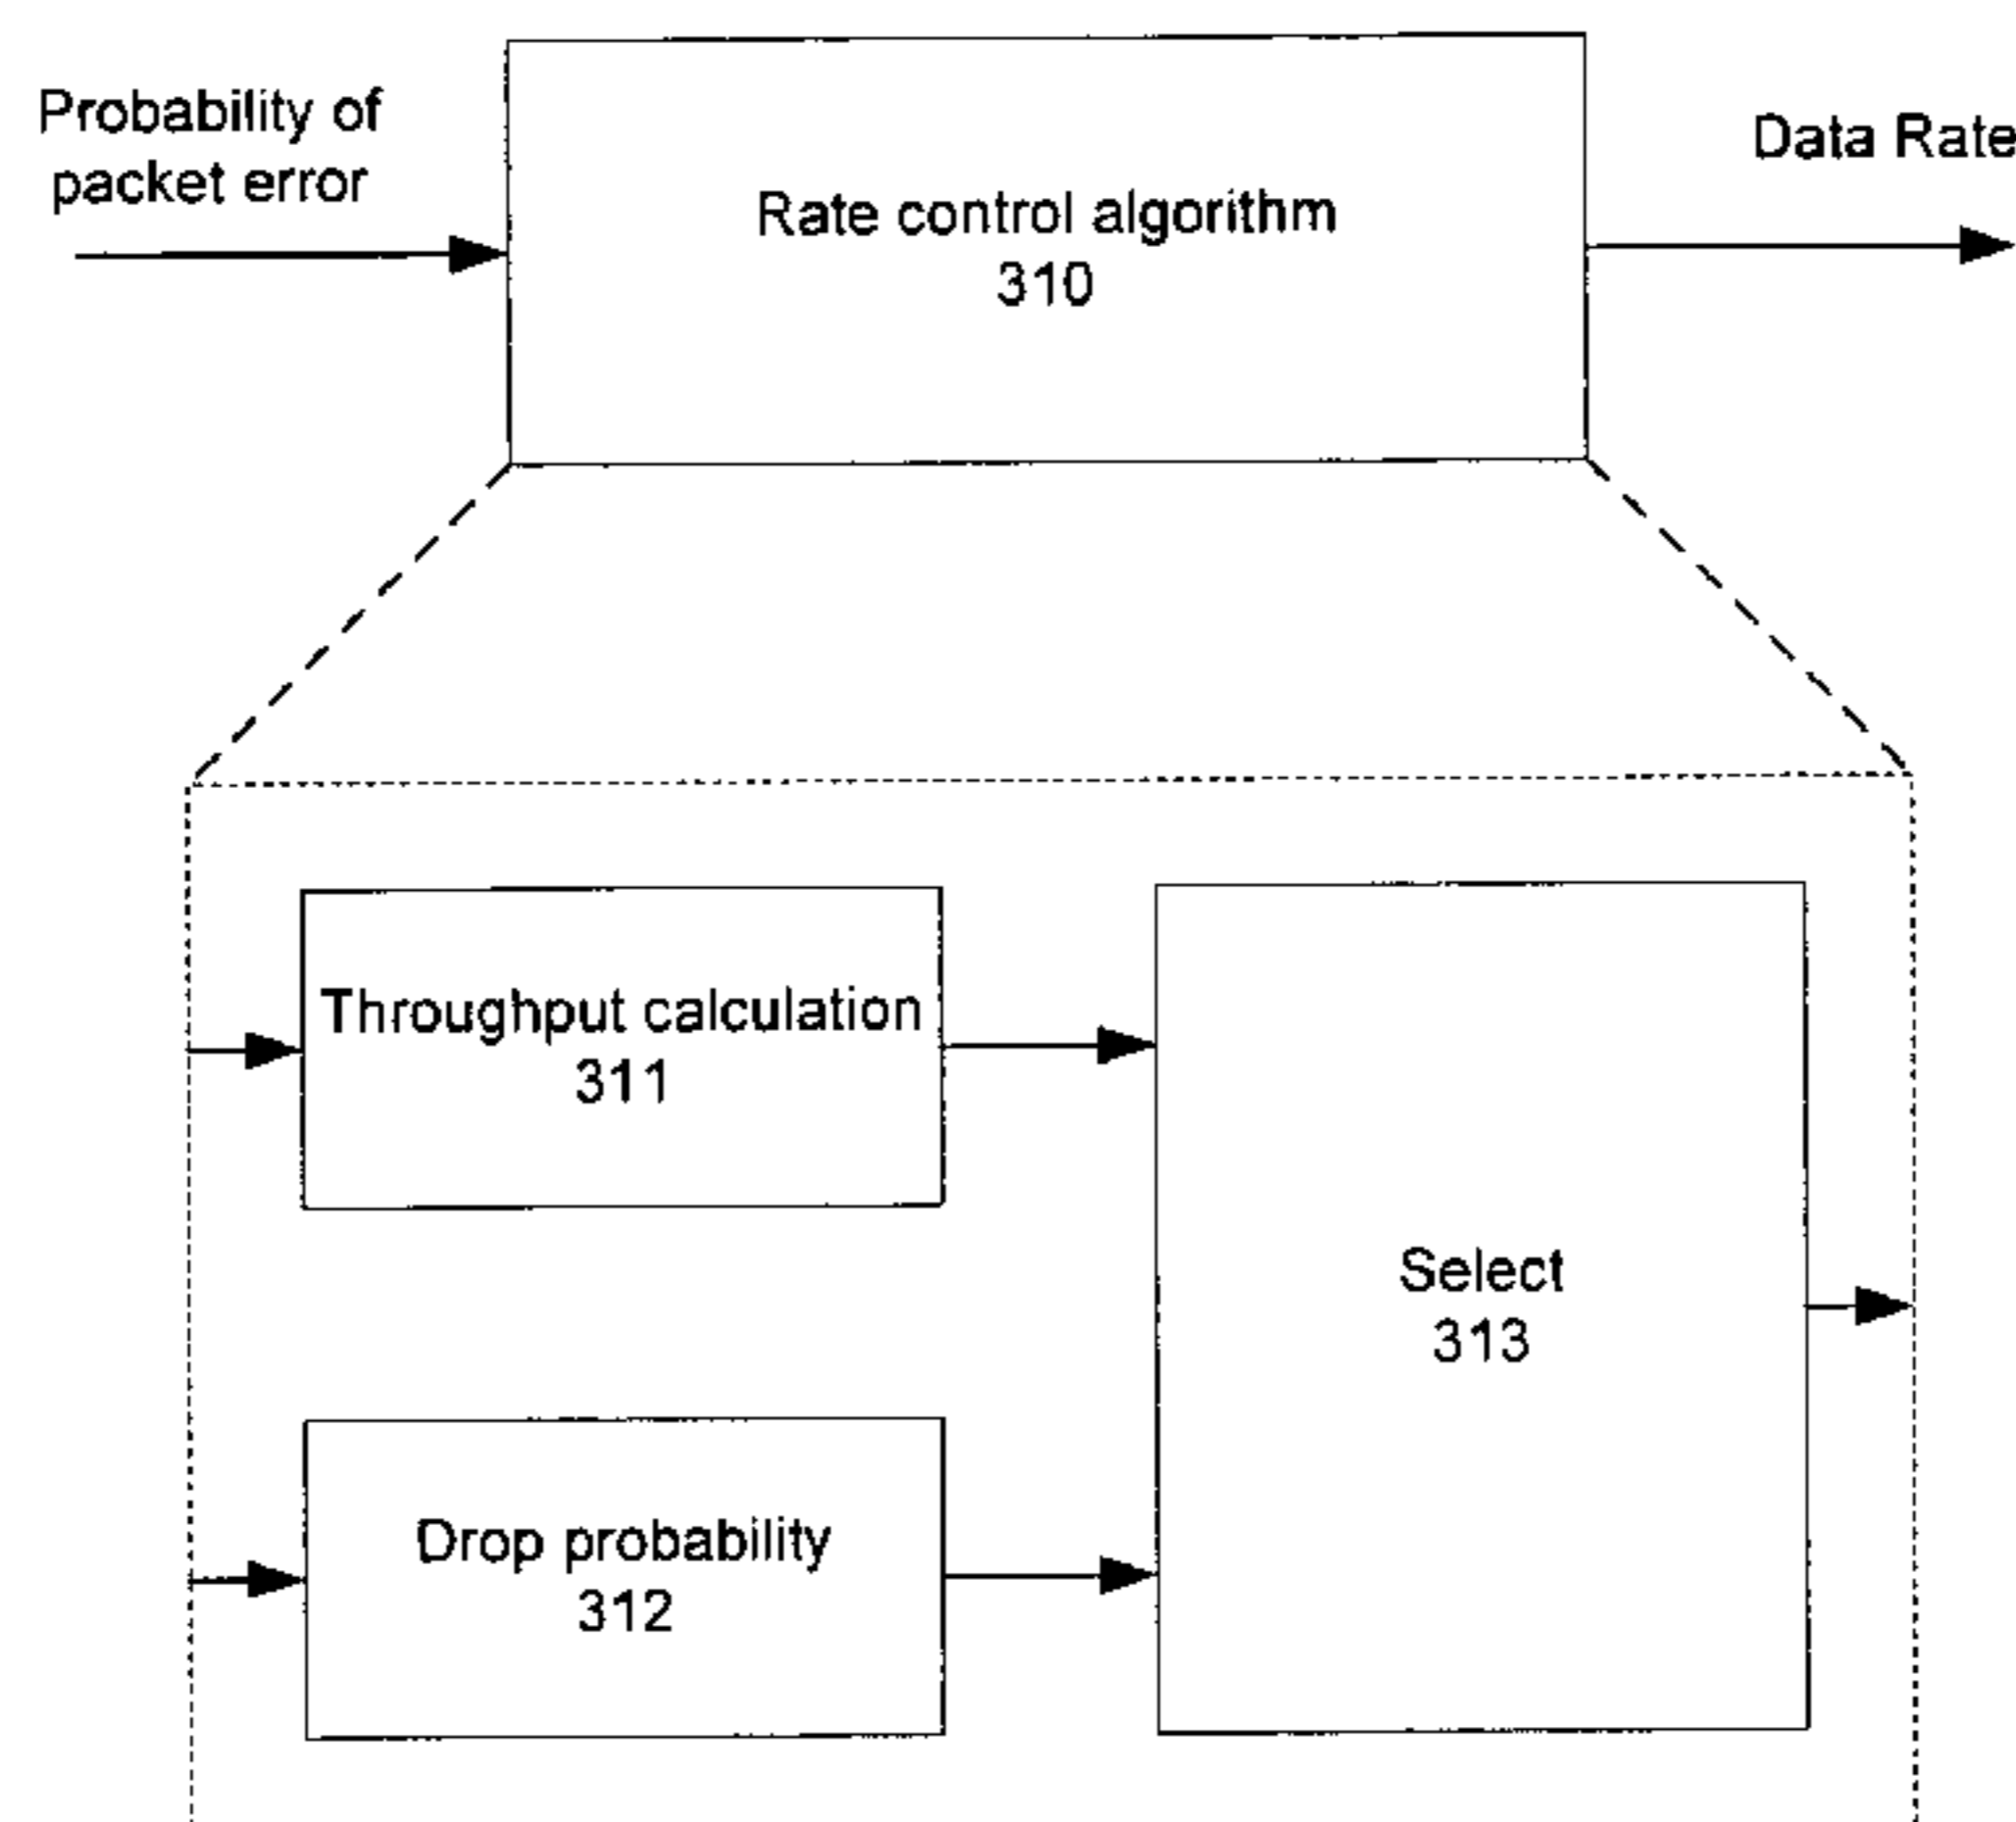 Probability of
packet error
Rate control algorithm
310
Data Rate
Throughput calculation
311
Select
313
Drop probability
312